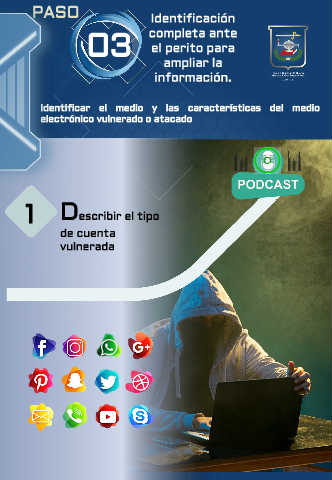 PASO
03
Identificación
completa ante
el perito para
ampliar la
información.
Identificar el medio y las características del medio
electrónico vulnerado o atacado
PODCAST
1
Describir el tipo
de cuenta
vulnerada